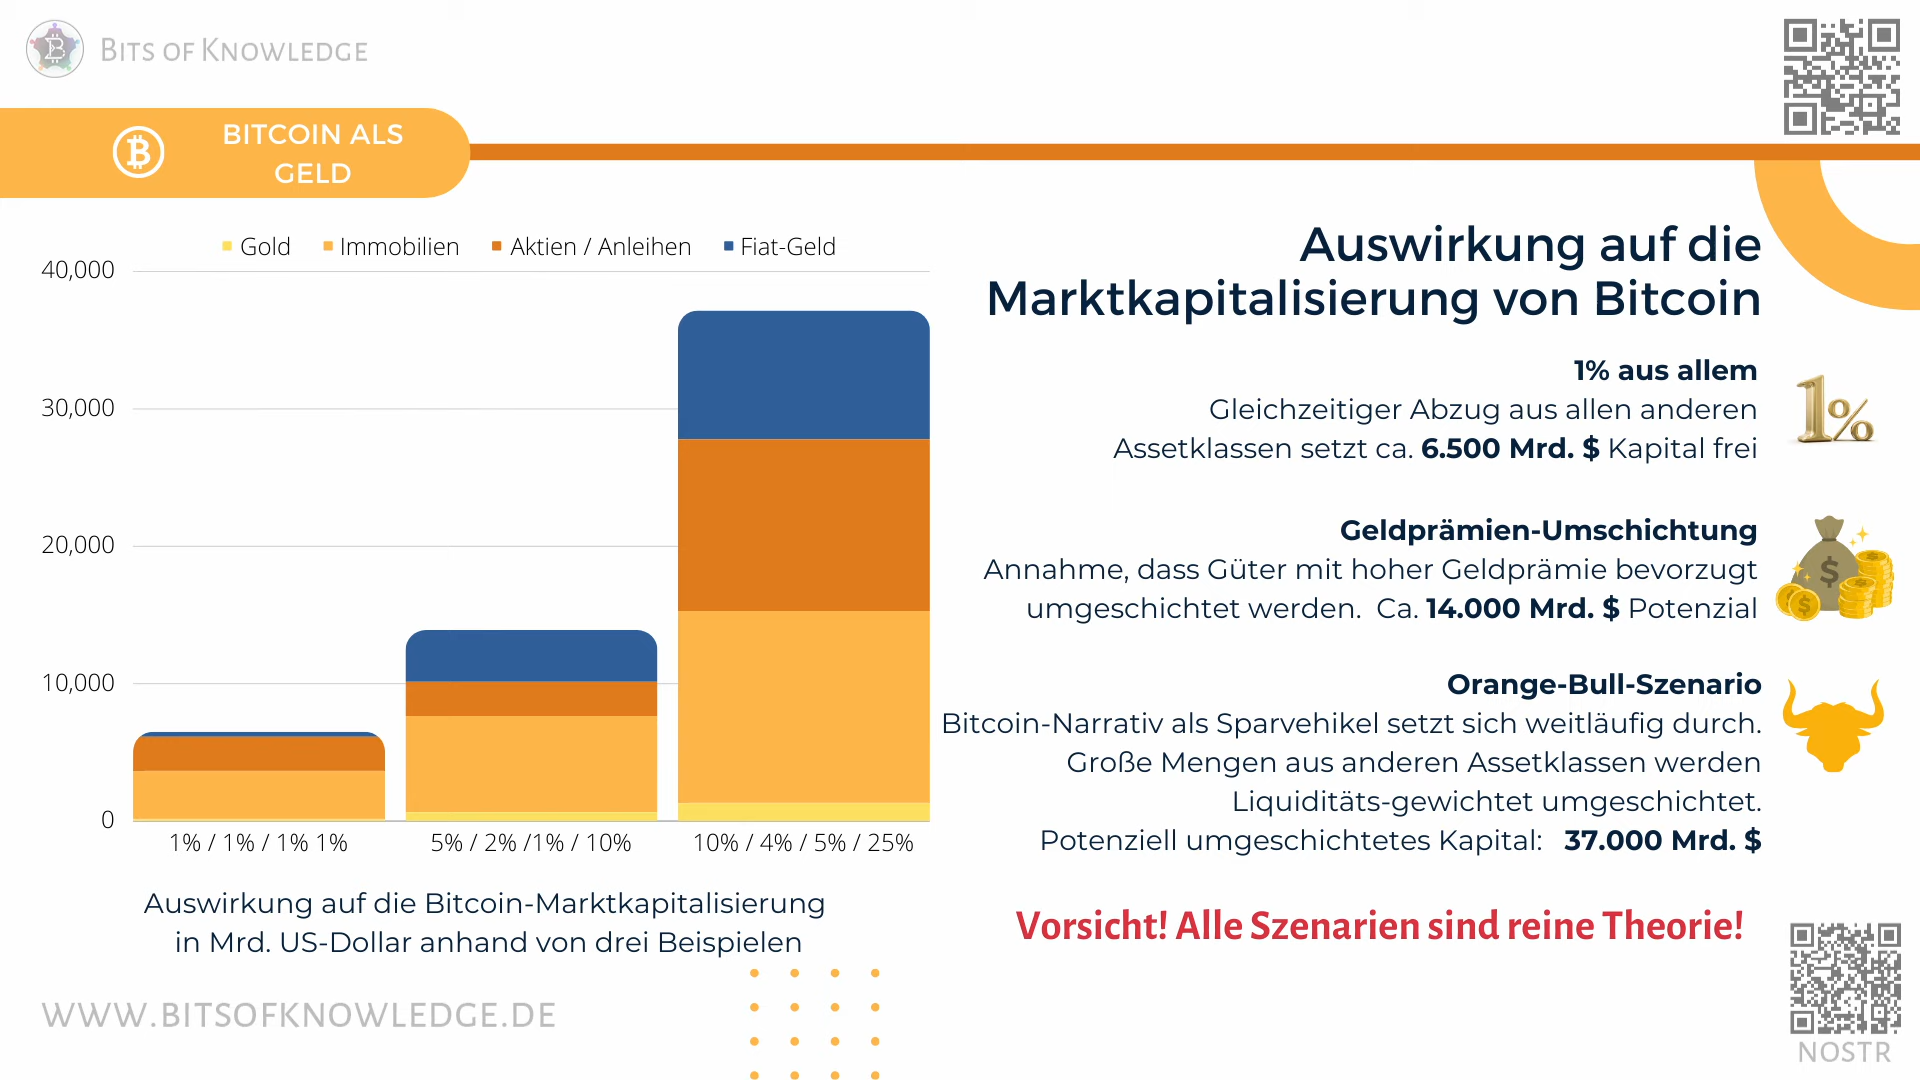 BITS OF KNOWLEDGE
BITCOIN ALS
GELD
Gold Immobilien Aktien / Anleihen Fiat-Geld
40,000
30,000
20,000
10,000
0
1% / 1% / 1% 1% 5% / 2% /1% / 10% 10% / 4% / 5% / 25%
Auswirkung auf die Bitcoin-Marktkapitalisierung
in Mrd. US-Dollar anhand von drei Beispielen
Auswirkung auf die
Marktkapitalisierung von Bitcoin
1% aus allem
Gleichzeitiger Abzug aus allen anderen
Assetklassen setzt ca. 6.500 Mrd. $ Kapital frei
1%
Geldprämien-Umschichtung
Annahme, dass Güter mit hoher Geldprämie bevorzugt
umgeschichtet werden. Ca. 14.000 Mrd. $ Potenzial
Orange-Bull-Szenario
Bitcoin-Narrativ als Sparvehikel setzt sich weitläufig durch.
Große Mengen aus anderen Assetklassen werden
Liquiditäts-gewichtet umgeschichtet.
Potenziell umgeschichtetes Kapital: 37.000 Mrd. $
Vorsicht! Alle Szenarien sind reine Theorie!
WWW.BITSOFKNOWLEDGE.DE
NOSTR